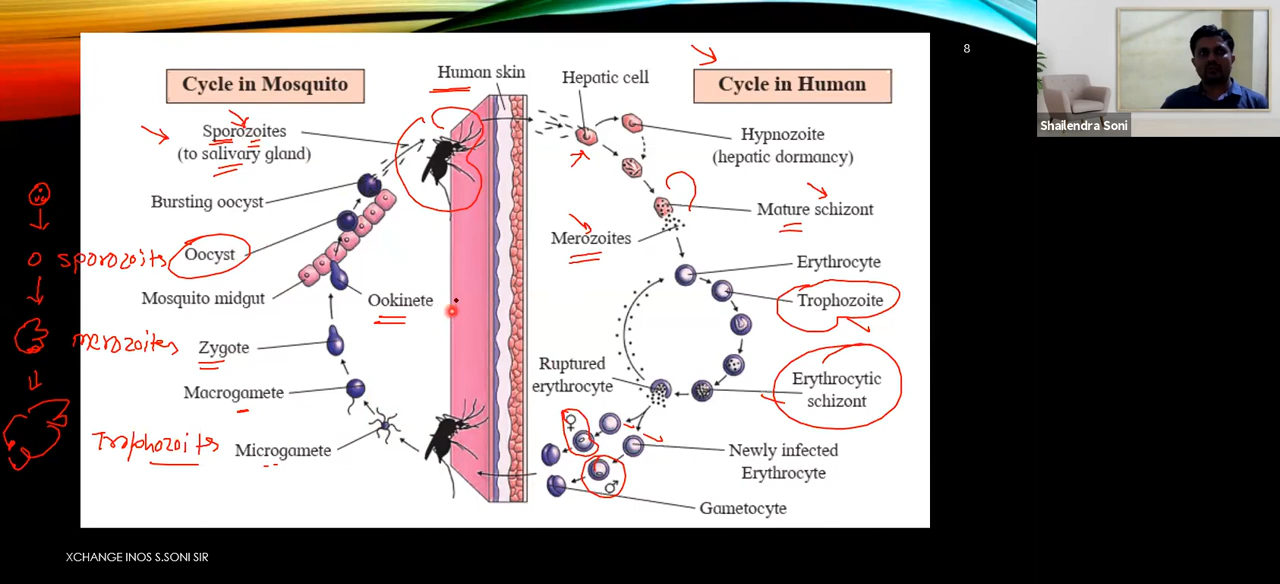 8
Shailendra Soni
Cycle in Mosquito
Human skin
Hepatic cell
Cycle in Human
Sporozoites
(to salivary gland)
Hypnozoite
(hepatic dormancy)
Bursting oocyst
Mature schizont
Merozoites
sporozoits
Oocyst
Erythrocyte
Mosquito midgut
Ookinete
Trophozoite
merozoites
Zygote
Ruptured
erythrocyte
Erythrocytic
schizont
Macrogamete
♀
Trophozoits
Microgamete
Newly infected
Erythrocyte
♂
Gametocyte
XCHANGE INOS S.SONI SIR